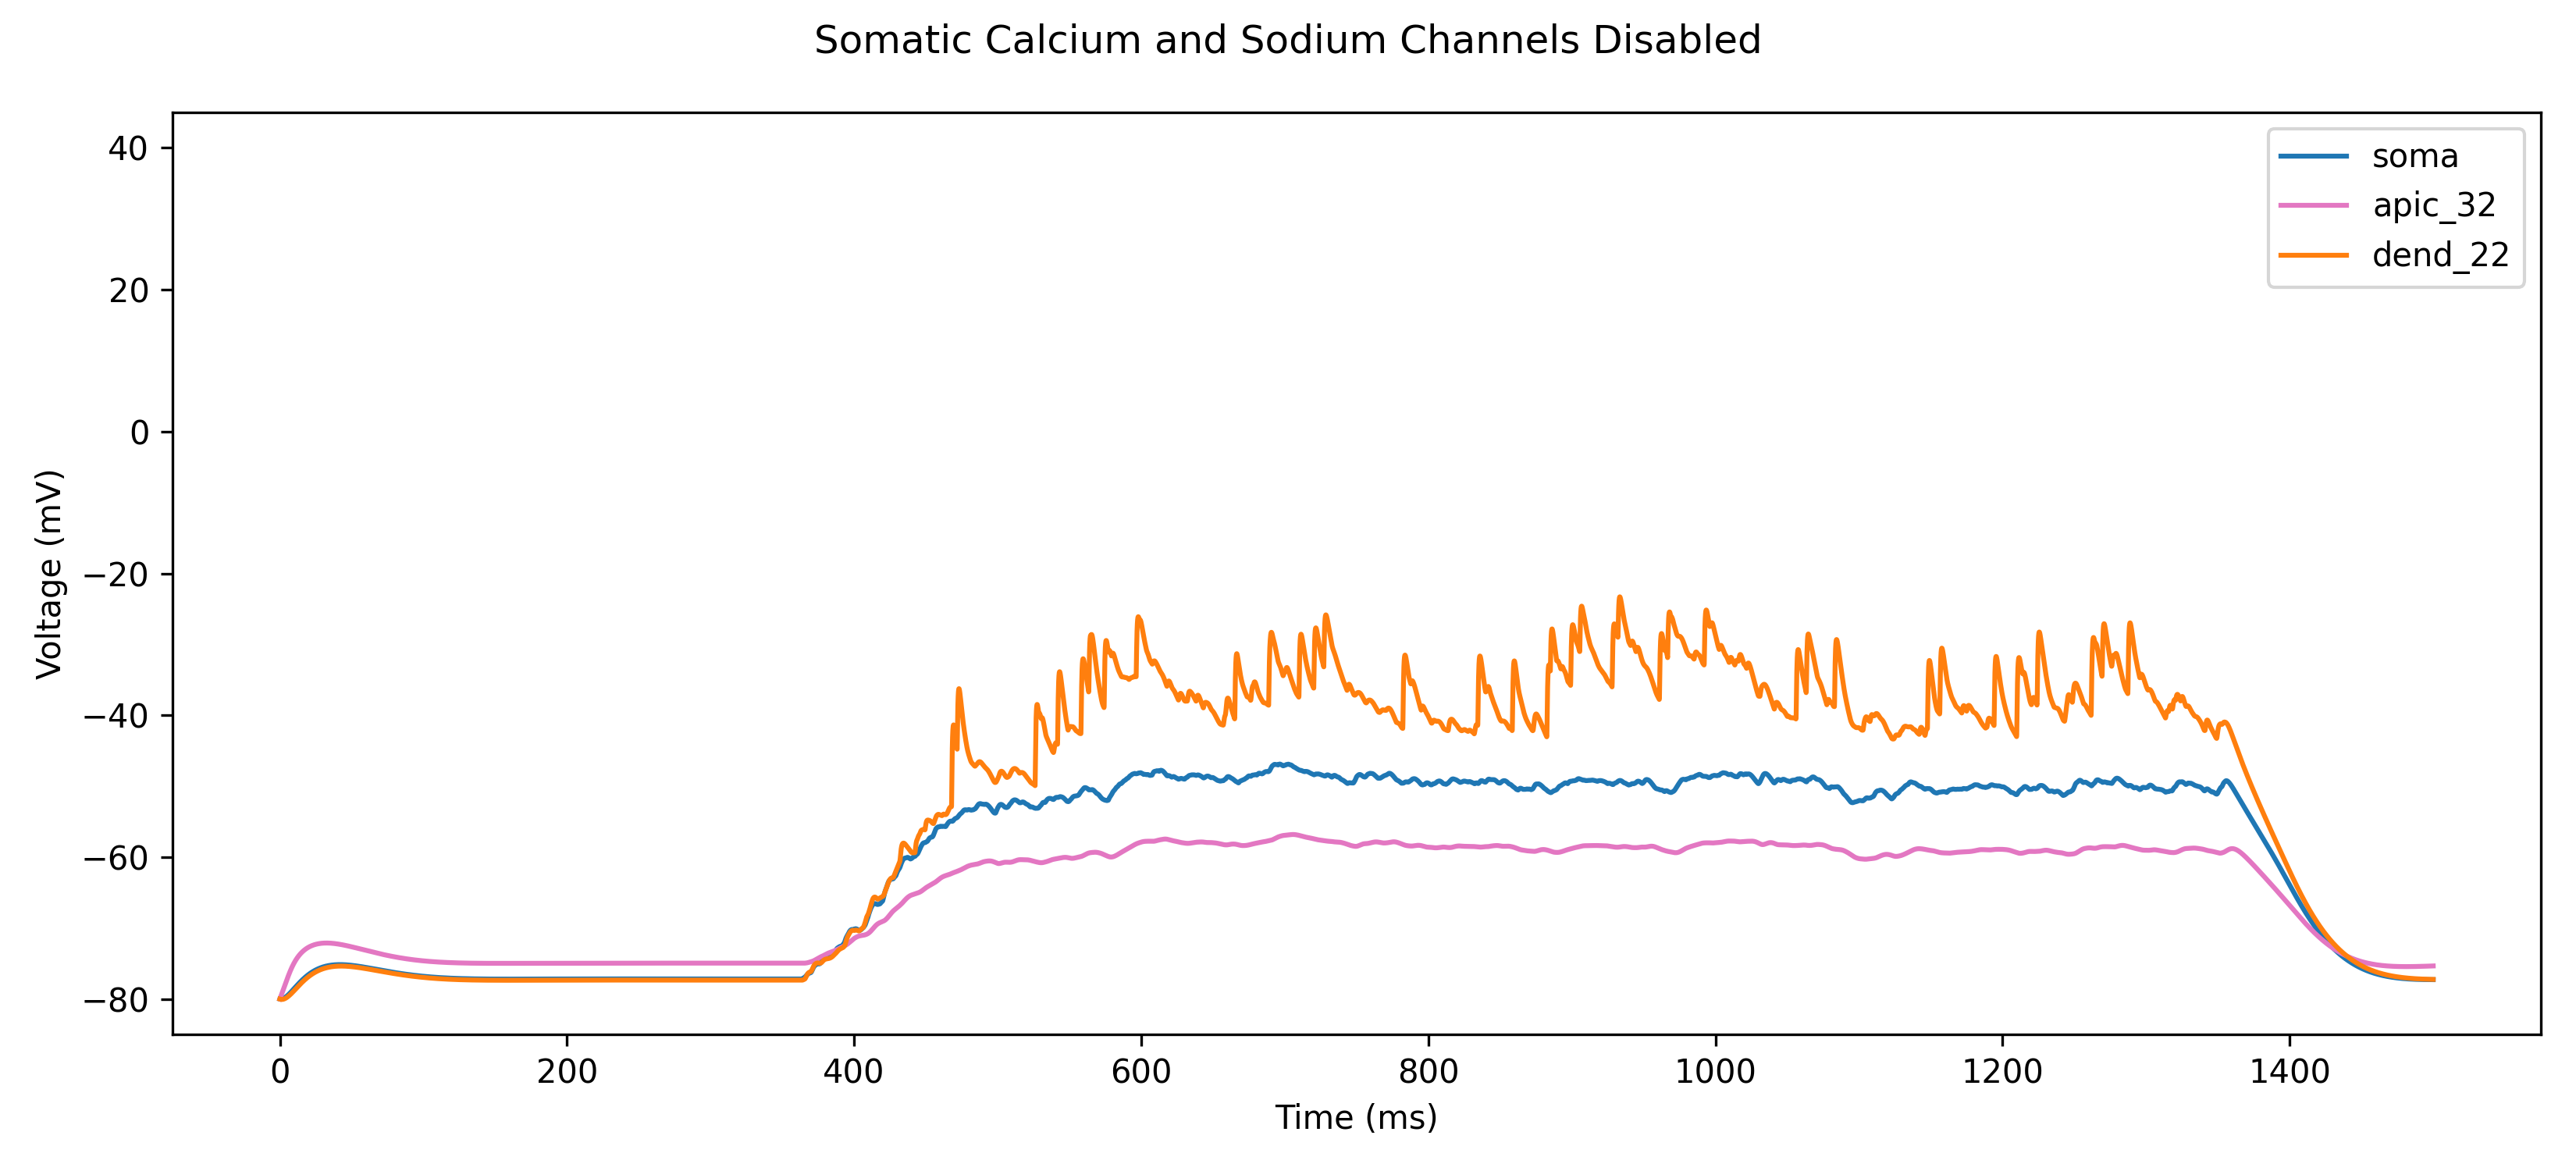 Somatic Calcium and Sodium Channels Disabled
40
20
0
−20
−40
−60
−80
Voltage (mV)
soma
apic_32
dend_22
0 200 400 600 800 1000 1200 1400
Time (ms)